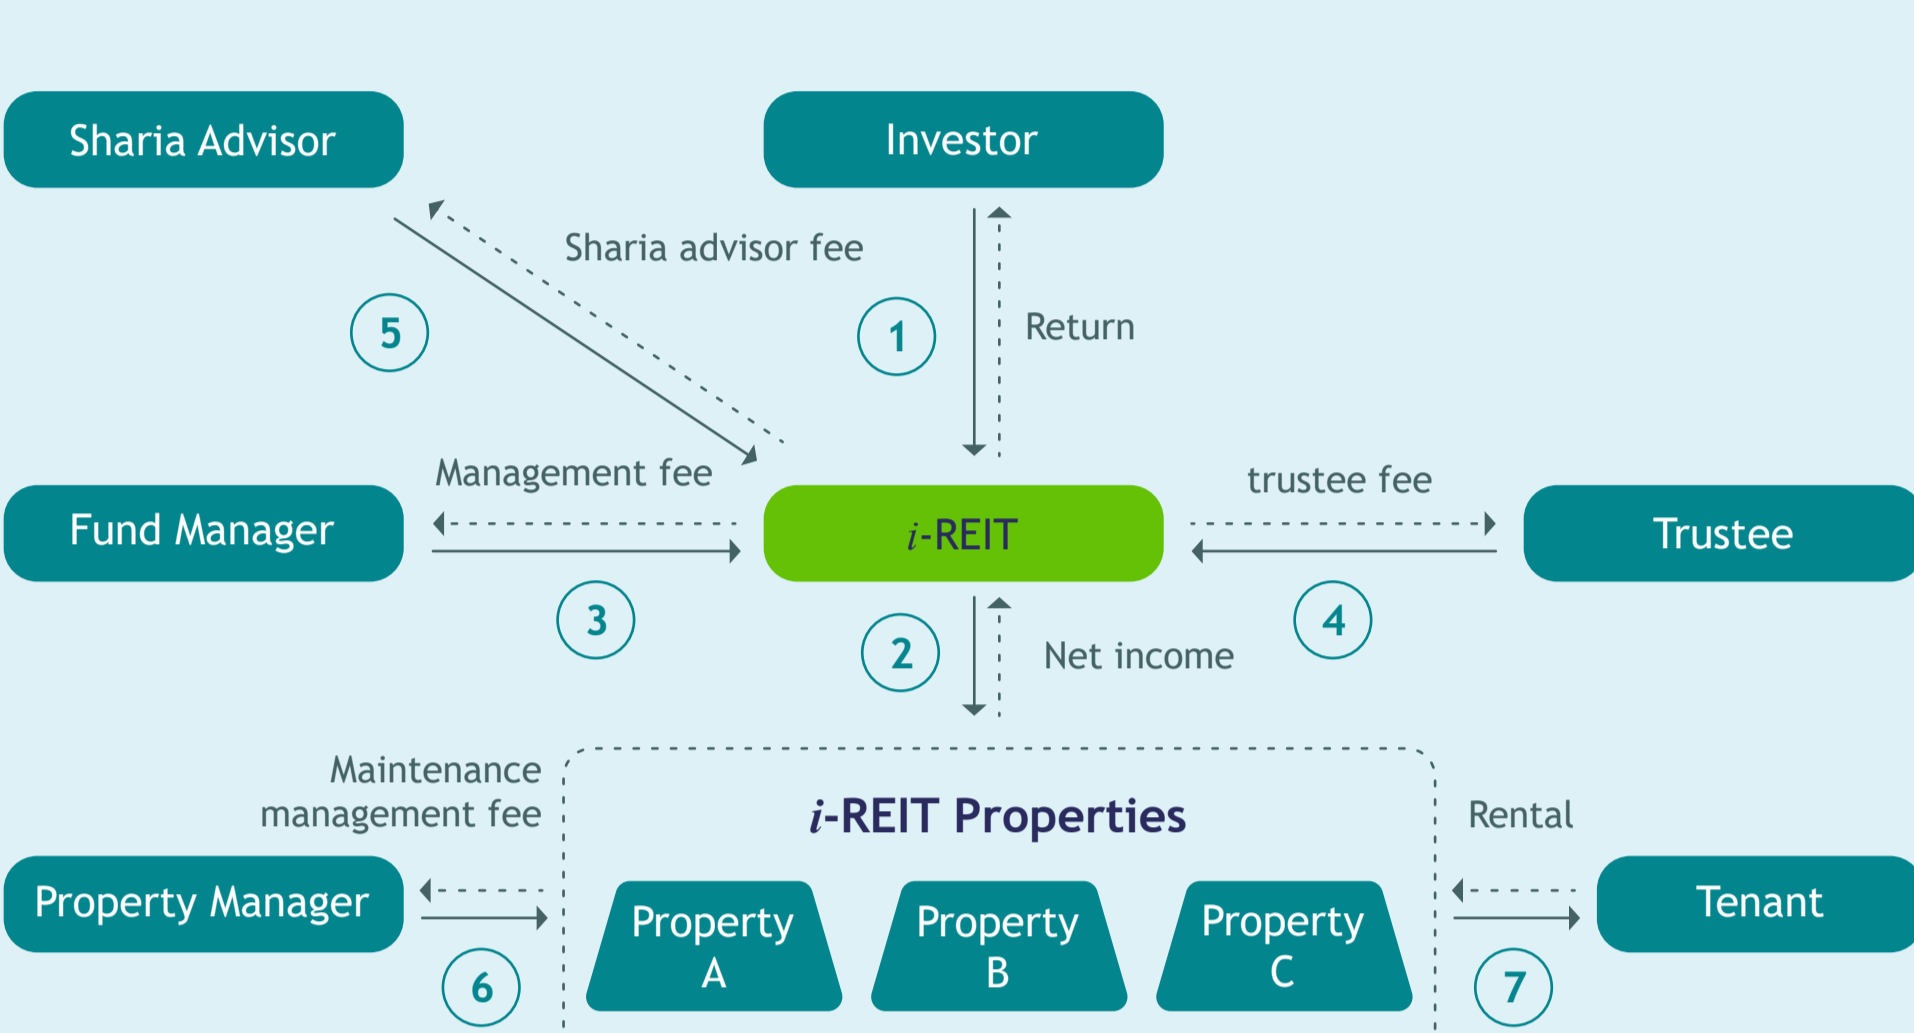 Sharia Advisor
Investor
Sharia advisor fee
5
1
Return
Management fee
trustee fee
Fund Manager
i-REIT
Trustee
3
2
4
Net income
Maintenance
management fee
i-REIT Properties
Rental
Property Manager
Property
A
Property
B
Property
C
Tenant
6
7